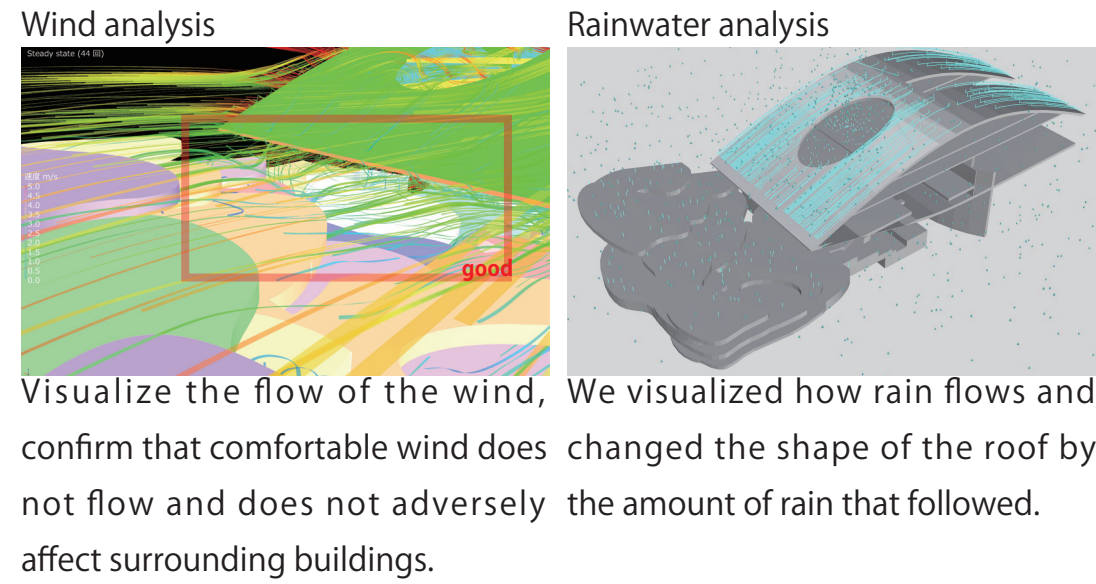 Wind analysis
Steady state (44 回)
速度 m/s
5.0
4.5
4.0
3.5
3.0
2.5
2.0
1.5
1.0
0.5
0.0
good
Visualize the flow of the wind,
confirm that comfortable wind does
not flow and does not adversely
affect surrounding buildings.
Rainwater analysis
We visualized how rain flows and
changed the shape of the roof by
the amount of rain that followed.